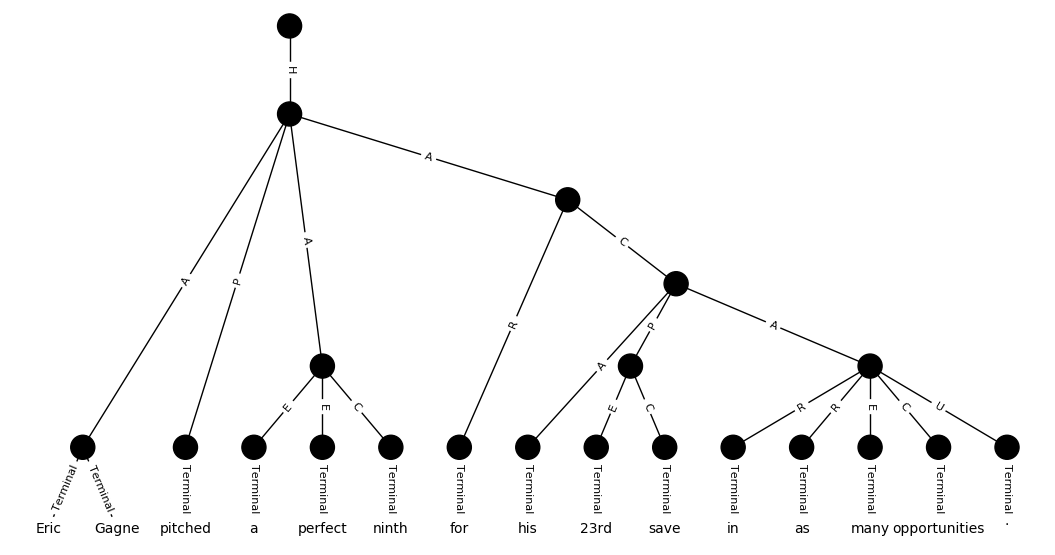 H
A
A
A
P
C
R
P
A
A
E
E
C
E
C
R
R
E
C
U
Terminal Terminal Terminal Terminal Terminal Terminal Terminal Terminal Terminal Terminal Terminal Terminal Terminal Terminal Terminal
Eric Gagne pitched a perfect ninth for his 23rd save in as many opportunities .